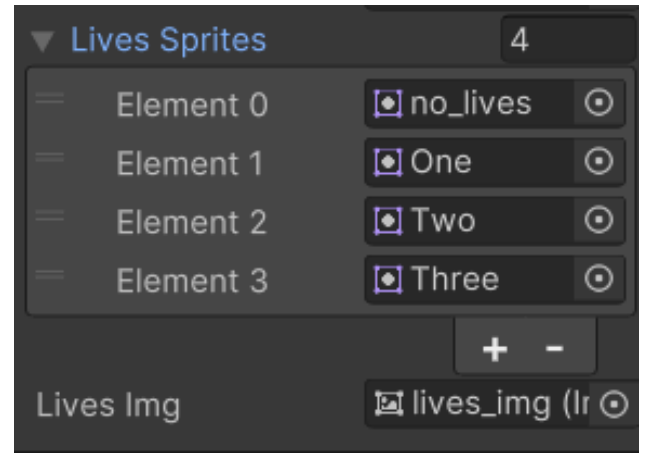 Lives Sprites 4
Element 0 no_lives
Element 1 One
Element 2 Two
Element 3 Three
+ -
Lives Img lives_img (Ir